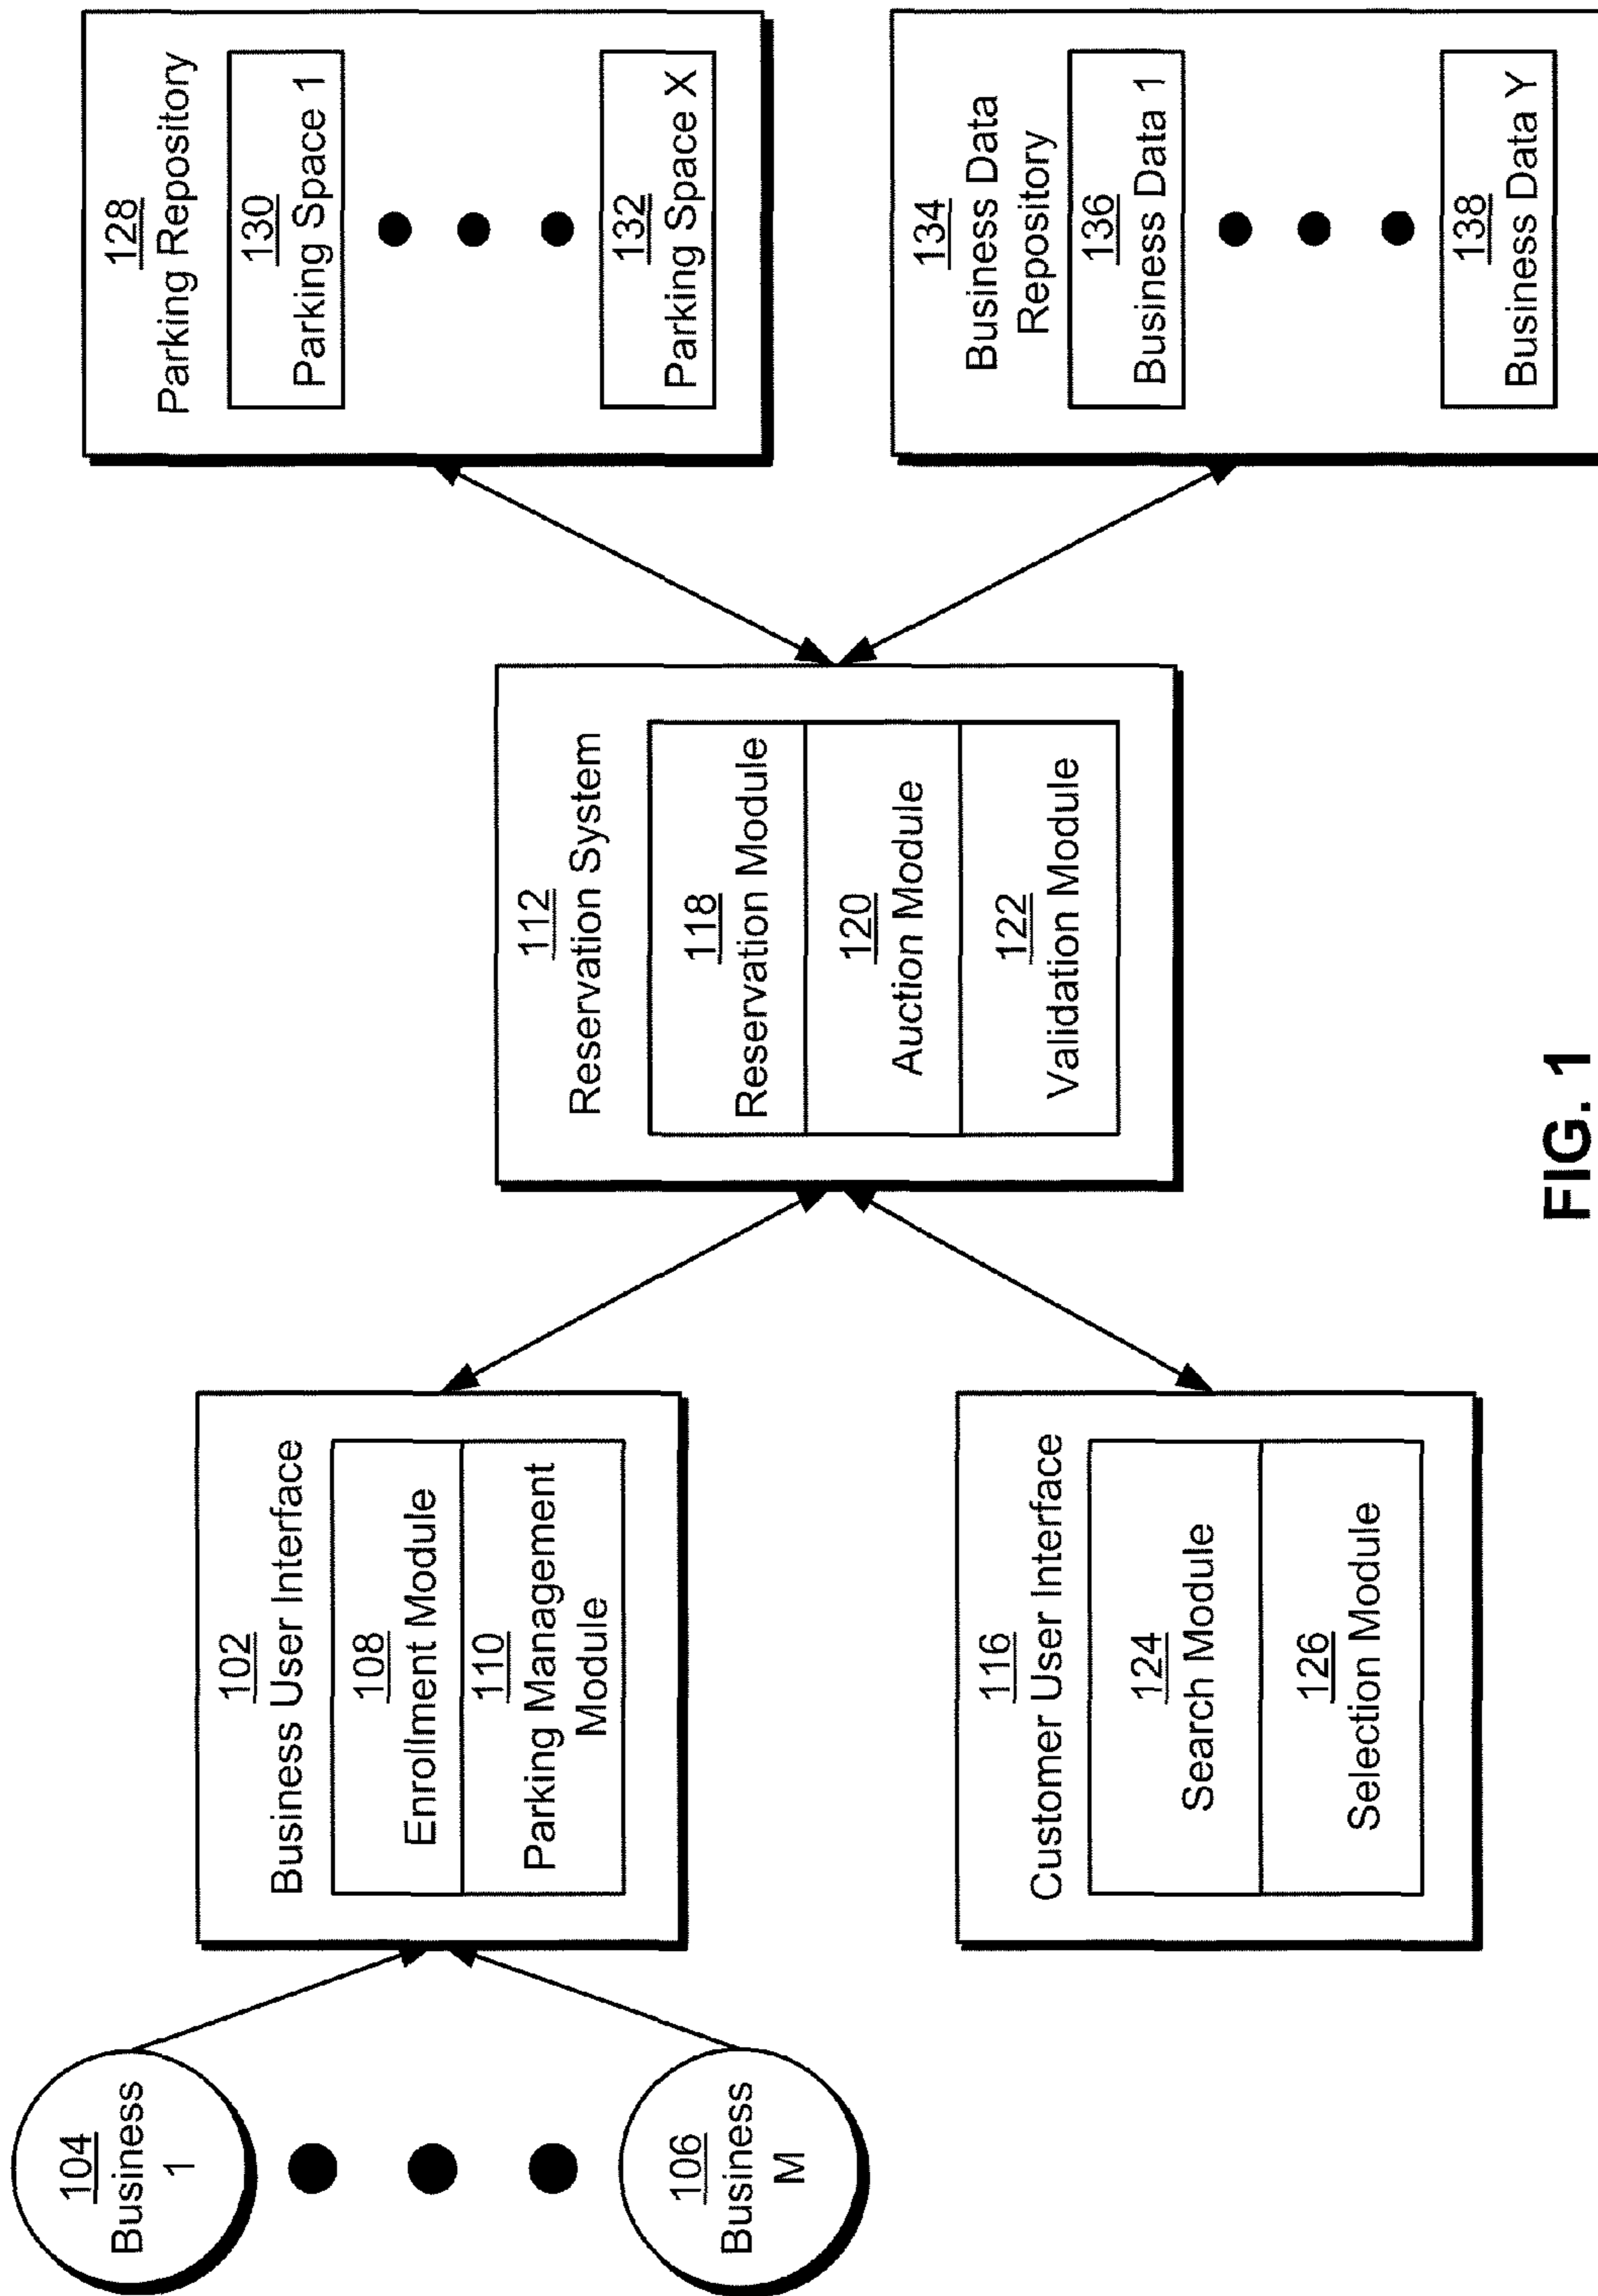 104
Business
1
106
Business
M
102
Business User Interface
108
Enrollment Module
110
Parking Management
Module
116
Customer User Interface
124
Search Module
126
Selection Module
112
Reservation System
118
Reservation Module
120
Auction Module
122
Validation Module
128
Parking Repository
130
Parking Space 1
132
Parking Space X
134
Business Data
Repository
136
Business Data 1
138
Business Data Y
FIG. 1